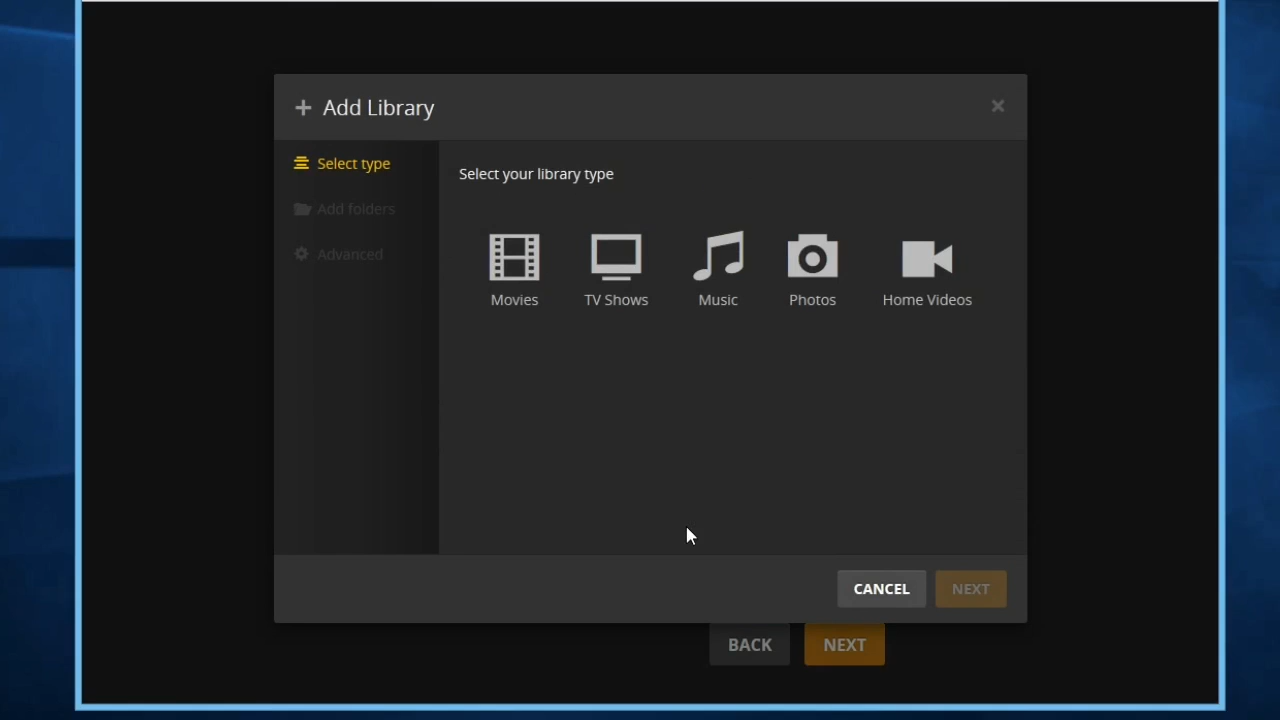 Add Library
Select type
Add folders
Advanced
Select your library type
Movies
TV Shows
Music
Photos
Home Videos
CANCEL
NEXT
BACK
NEXT